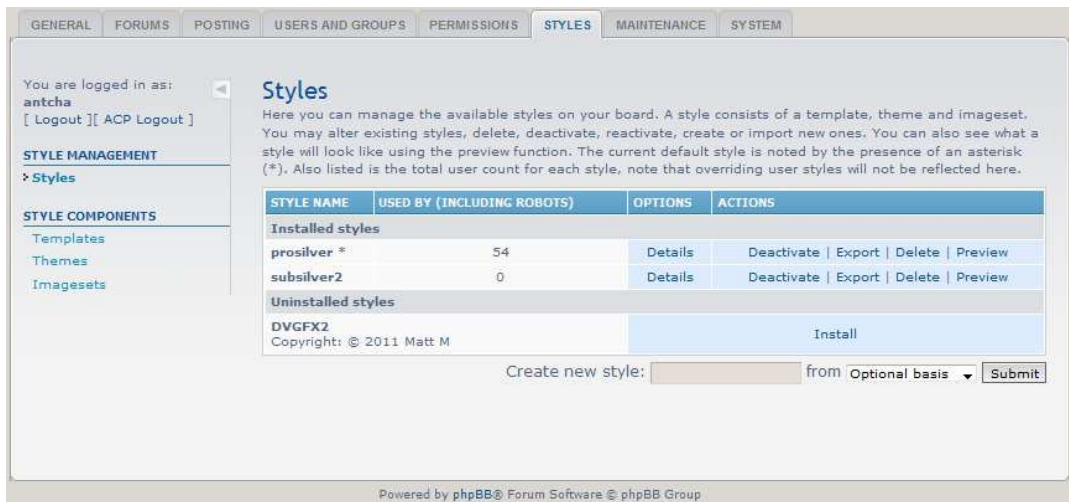 GENERAL FORUMS POSTING USERS AND GROUPS PERMISSIONS STYLES MAINTENANCE SYSTEM
You are logged in as:
antcha
[ Logout ][ ACP Logout ]
STYLE MANAGEMENT
Styles
STYLE COMPONENTS
Templates
Themes
Imagesets
Styles
Here you can manage the available styles on your board. A style consists of a template, theme and imageset.
You may alter existing styles, delete, deactivate, reactivate, create or import new ones. You can also see what a
style will look like using the preview function. The current default style is noted by the presence of an asterisk
(*). Also listed is the total user count for each style, note that overriding user styles will not be reflected here.
STYLE NAME USED BY (INCLUDING ROBOTS) OPTIONS ACTIONS
Installed styles
prosilver * 54 Details Deactivate | Export | Delete | Preview
subsilver2 0 Details Deactivate | Export | Delete | Preview
Uninstalled styles
DVGFX2
Copyright: © 2011 Matt M
Install
Create new style: from Optional basis Submit
Powered by phpBB® Forum Software © phpBB Group